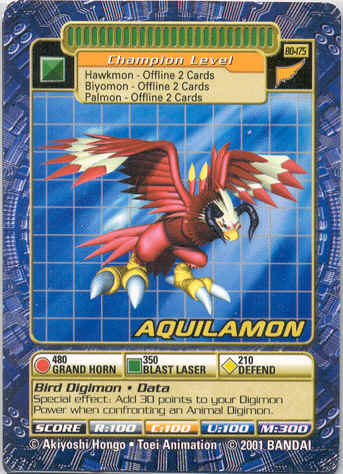 Champion Level
BO-175
Hawkmon - Offline 2 Cards
Biyomon - Offline 2 Cards
Palmon - Offline 2 Cards
AQUILAMON
480 GRAND HORN
350 BLAST LASER
210 DEFEND
Bird Digimon • Data
Special effect: Add 30 points to your Digimon
Power when confronting an Animal Digimon.
SCORE R:100 C:100 U:100 M:300
© Akiyoshi Hongo • Toei Animation © 2001 BANDAI